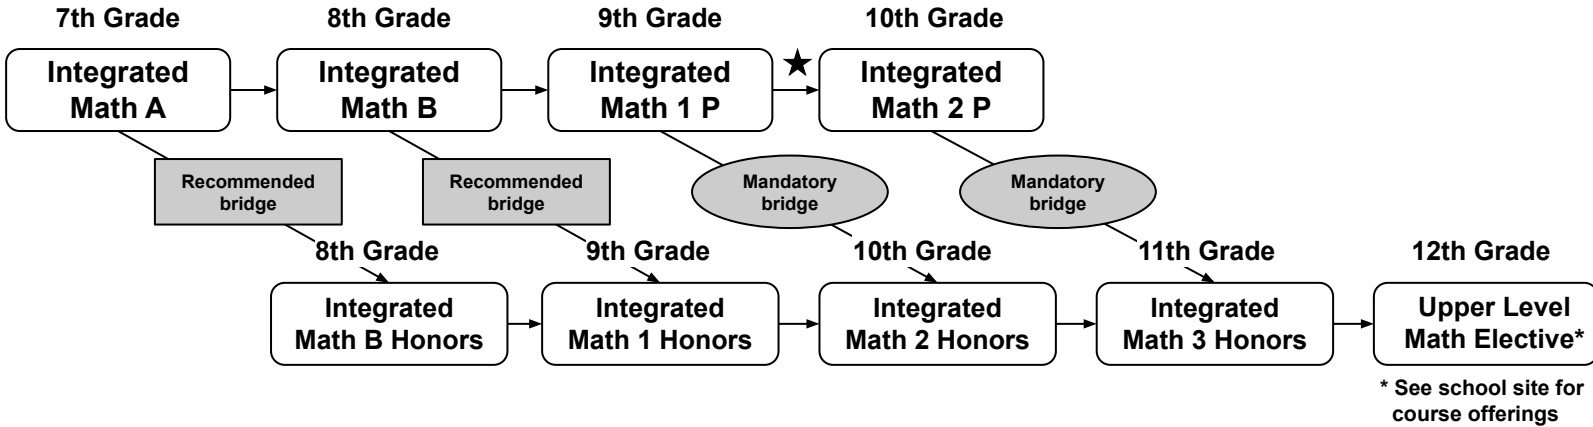 7th Grade
8th Grade
9th Grade
10th Grade
Integrated
Math A
Integrated
Math B
Integrated
Math 1 P
Integrated
Math 2 P
Recommended
bridge
Recommended
bridge
Mandatory
bridge
Mandatory
bridge
8th Grade
9th Grade
10th Grade
11th Grade
12th Grade
Integrated
Math B Honors
Integrated
Math 1 Honors
Integrated
Math 2 Honors
Integrated
Math 3 Honors
Upper Level
Math Elective*
* See school site for
course offerings